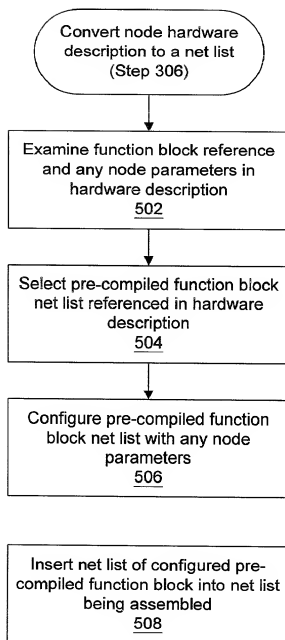 Convert node hardware
description to a net list
(Step 306)
Examine function block reference
and any node parameters in
hardware description
502
Select pre-compiled function block
net list referenced in hardware
description
504
Configure pre-compiled function
block net list with any node
parameters
506
Insert net list of configured pre-
compiled function block into net list
being assembled
508